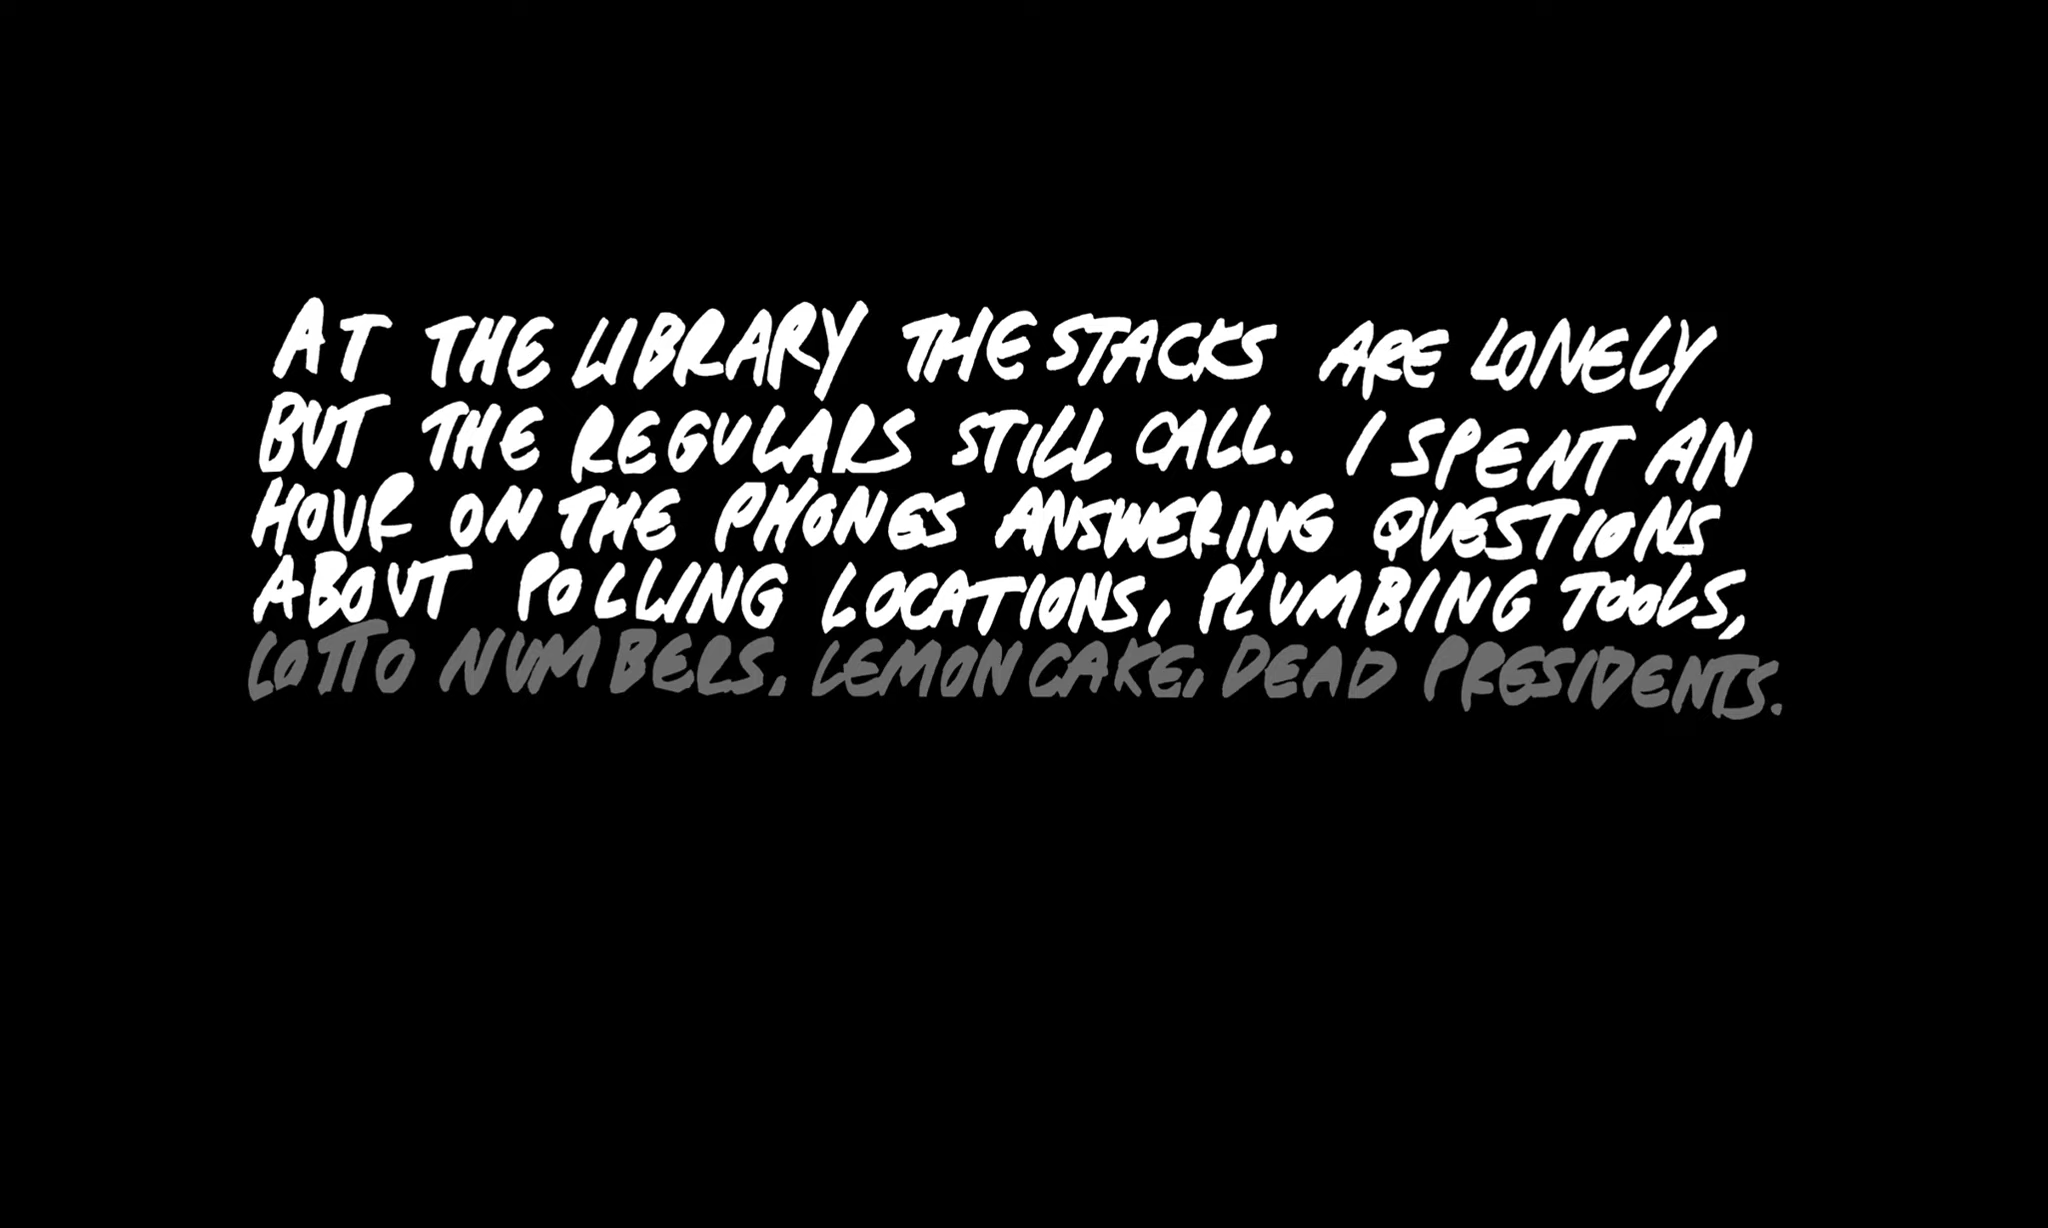 AT THE LIBRARY THE STACKS ARE LONELY
BUT THE REGULARS STILL CALL. I SPENT AN
HOUR ON THE PHONES ANSWERING QUESTIONS
ABOUT POLLING LOCATIONS, PLUMBING TOOLS,
LOTTO NUMBERS, LEMON CAKE, DEAD PRESIDENTS.